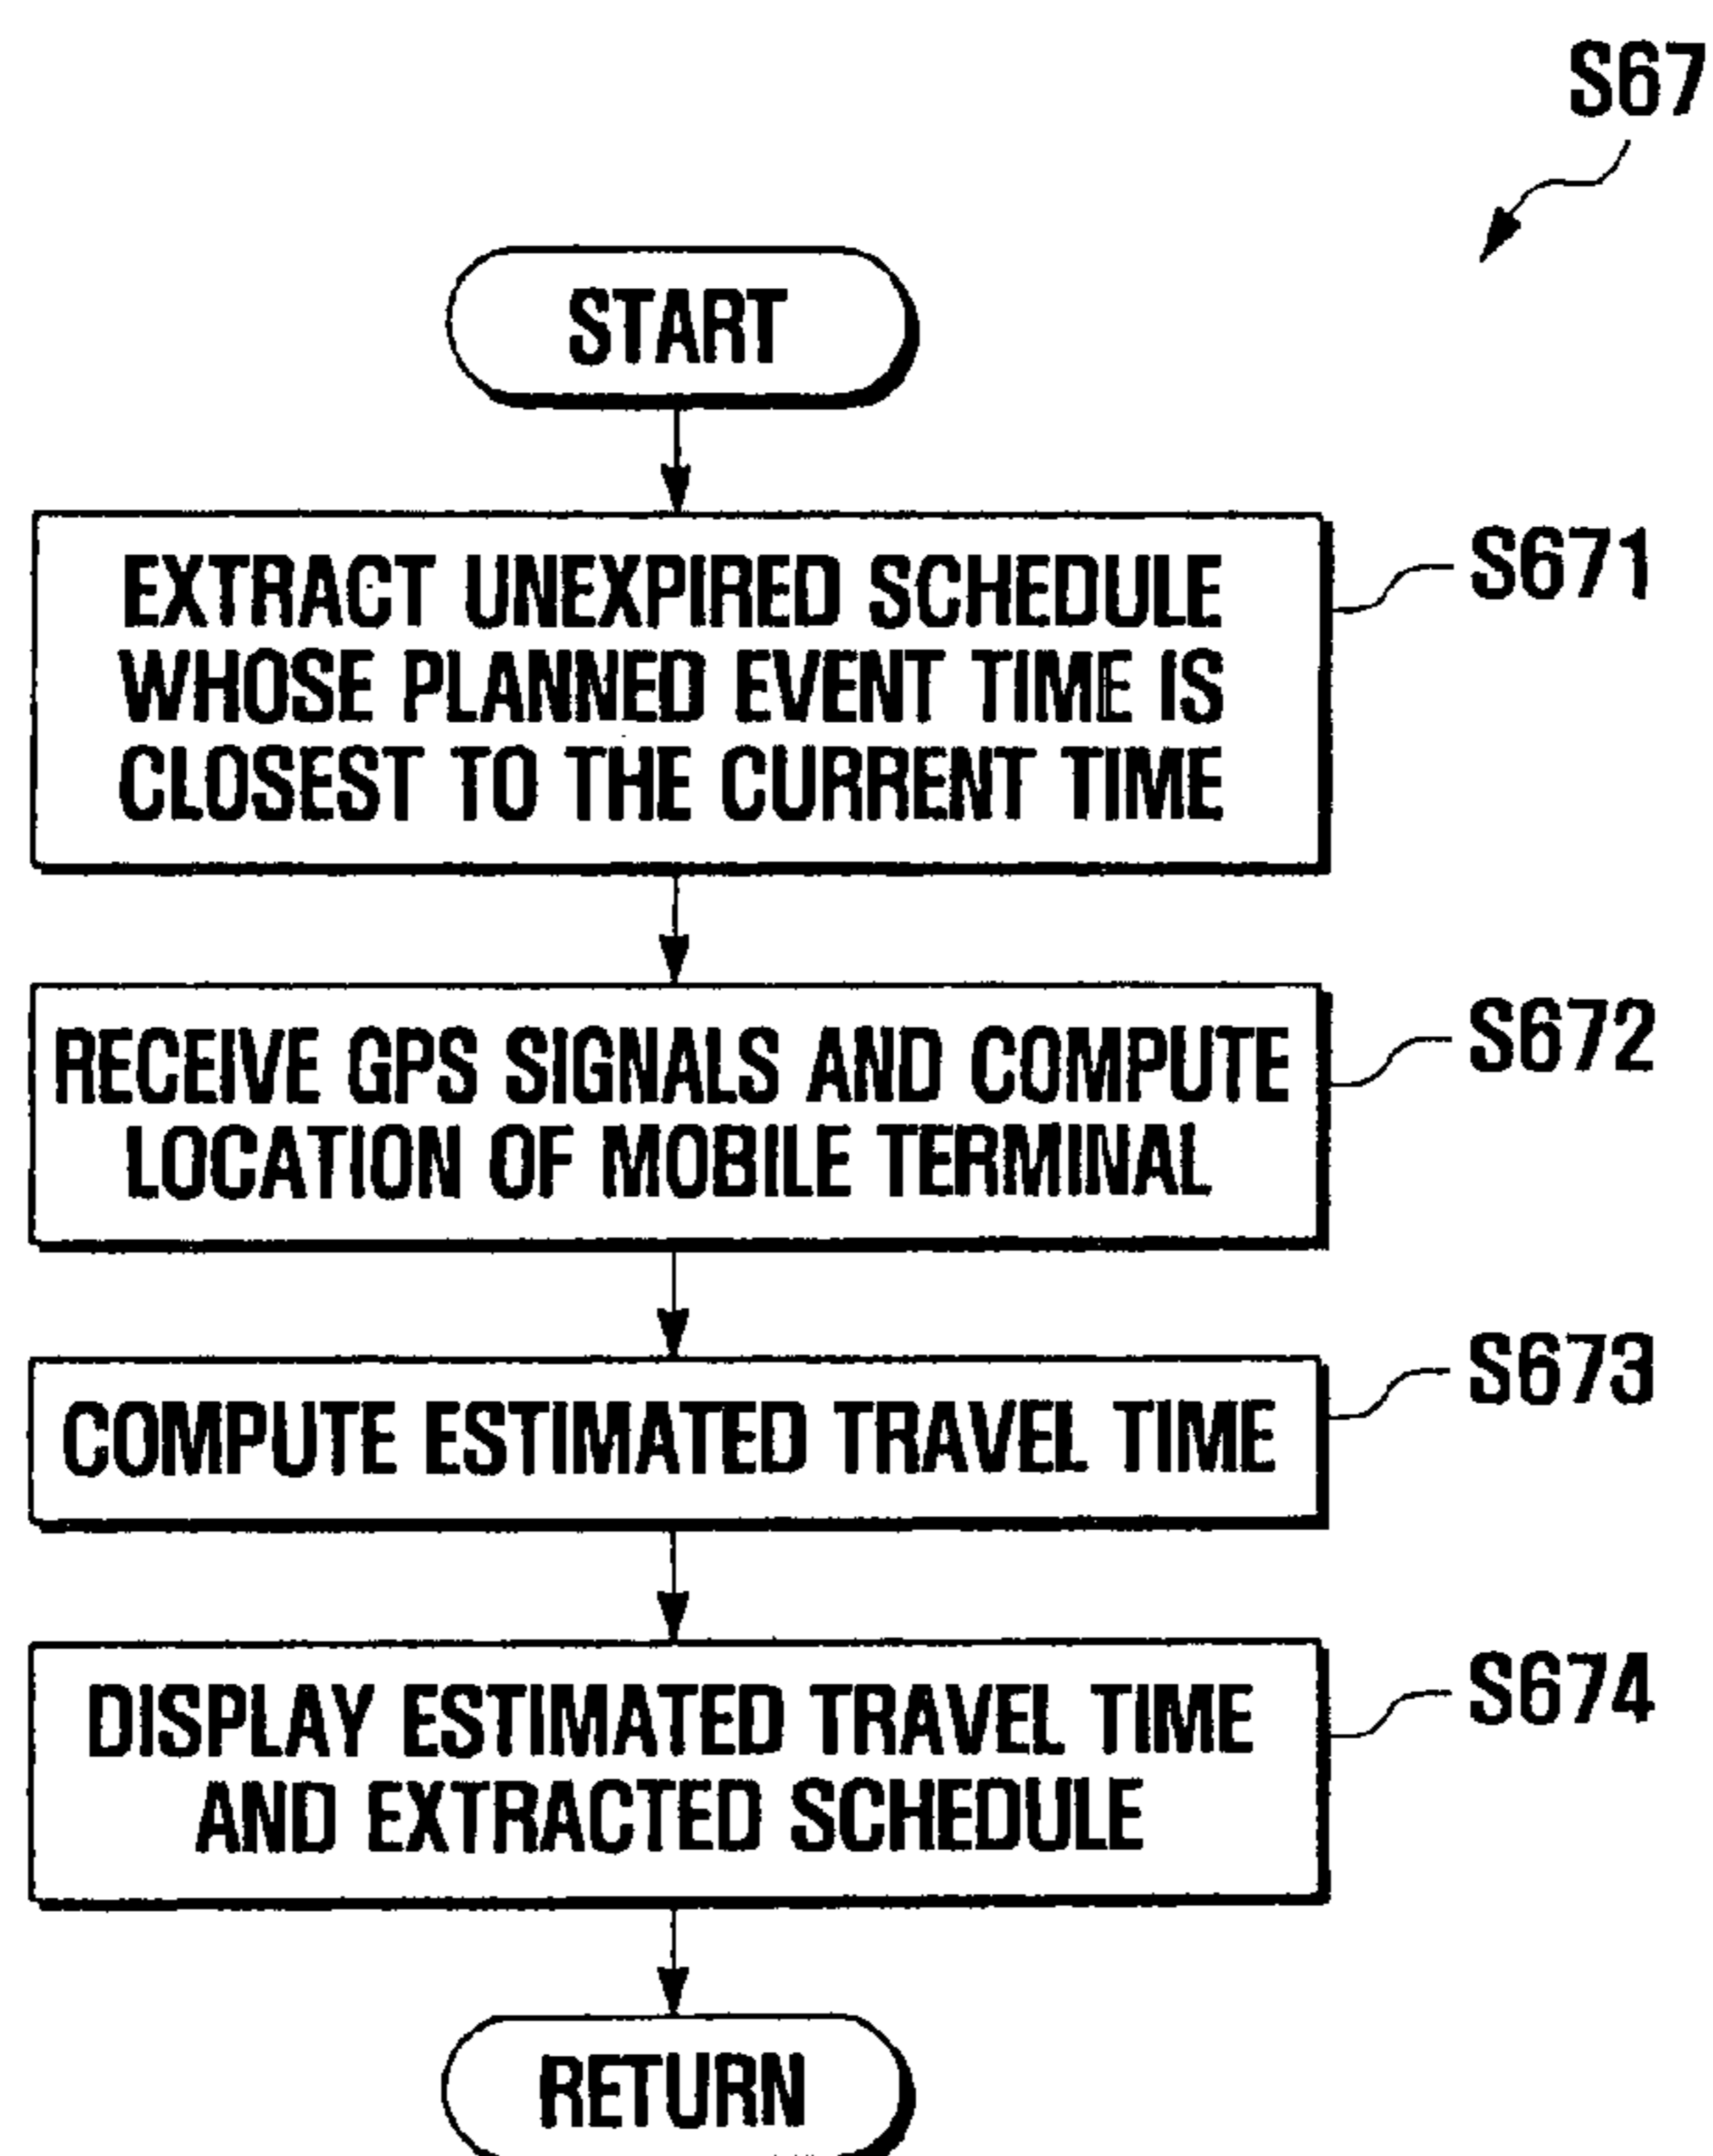 S67
START
EXTRACT UNEXPIRED SCHEDULE
WHOSE PLANNED EVENT TIME IS
CLOSEST TO THE CURRENT TIME
S671
RECEIVE GPS SIGNALS AND COMPUTE
LOCATION OF MOBILE TERMINAL
S672
COMPUTE ESTIMATED TRAVEL TIME
S673
DISPLAY ESTIMATED TRAVEL TIME
AND EXTRACTED SCHEDULE
S674
RETURN